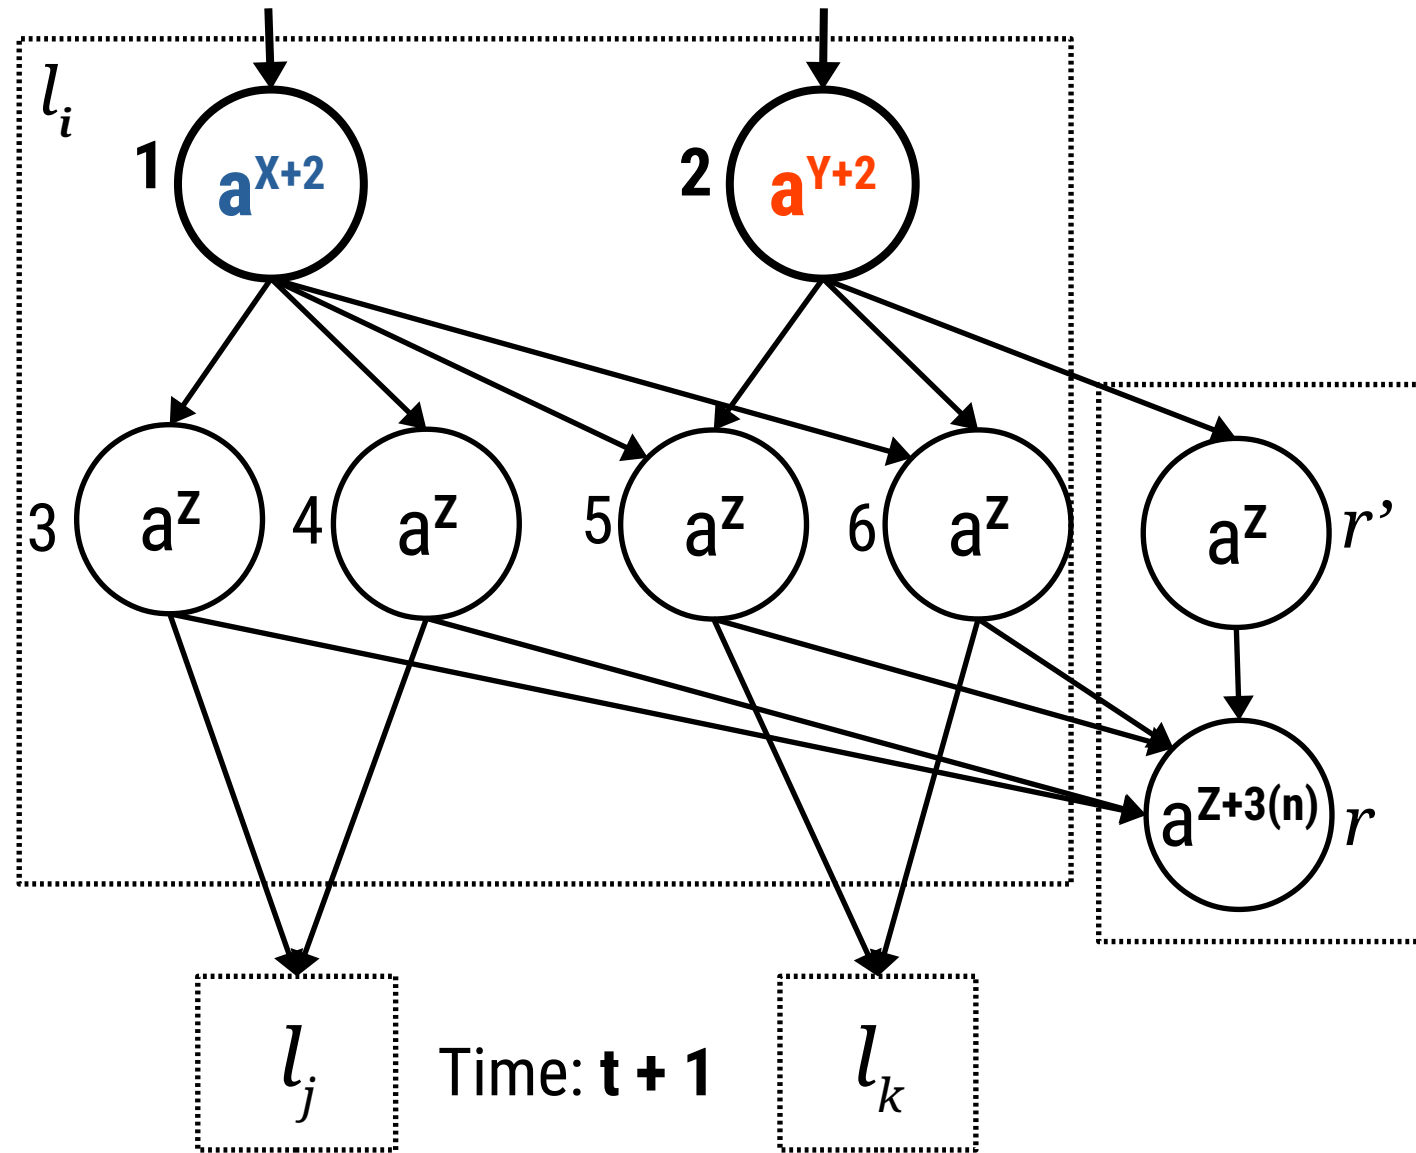 l_i
1 a^{X+2}
2 a^{Y+2}
3 a^Z
4 a^Z
5 a^Z
6 a^Z
a^Z r’
a^{Z+3(n)} r
l_j
Time: t + 1
l_k